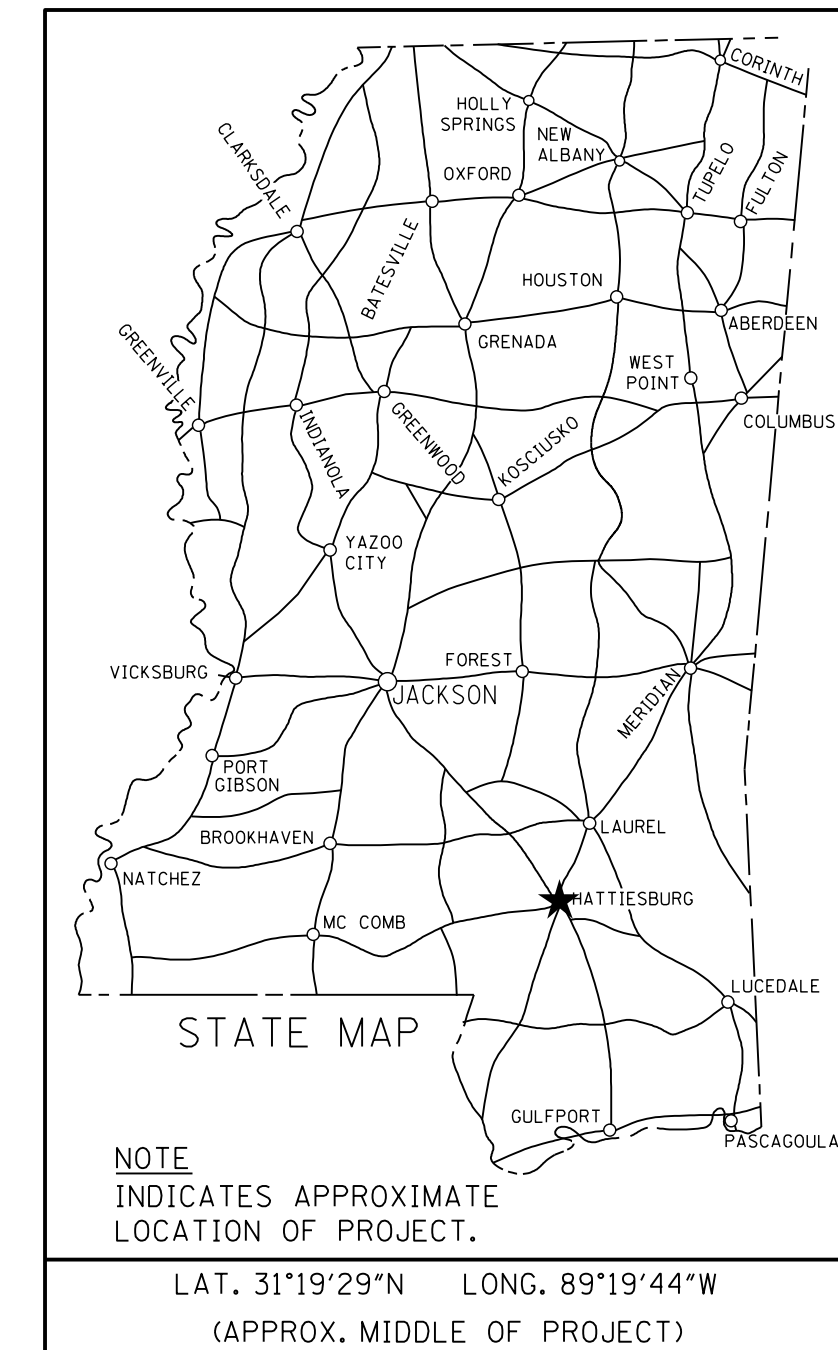 CORINTH
HOLLY
SPRINGS
NEW
ALBANY
CLARKSDALE
OXFORD
TUPELO
FULTON
BATESVILLE
HOUSTON
GREENVILLE
ABERDEEN
GRENADA
WEST
POINT
COLUMBUS
INDIANOLA
GREENWOOD
KOSCIUSKO
YAZOO
CITY
FOREST
VICKSBURG
JACKSON
MERIDIAN
PORT
GIBSON
LAUREL
BROOKHAVEN
NATCHEZ
HATTIESBURG
MC COMB
LUCEDALE
STATE MAP
GULFPORT
PASCAGOULA
NOTE
INDICATES APPROXIMATE
LOCATION OF PROJECT.
LAT. 31°19'29"N LONG. 89°19'44"W
(APPROX. MIDDLE OF PROJECT)